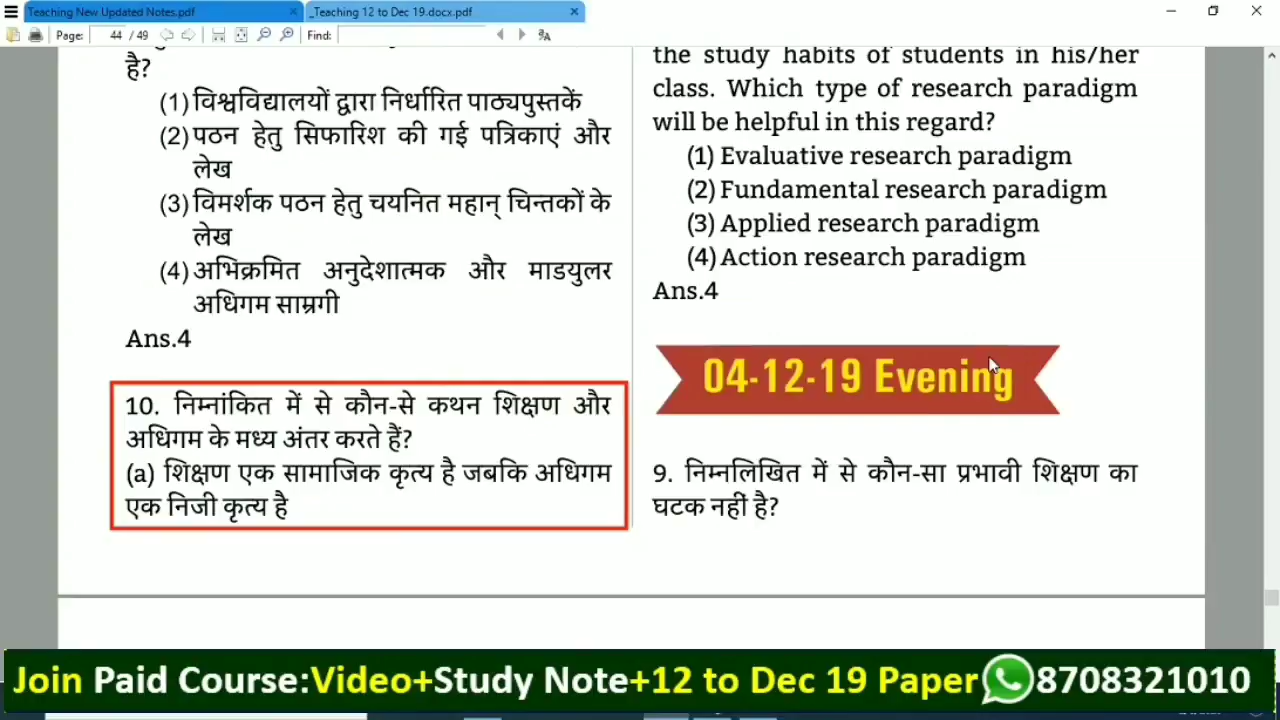 Teaching New Updated Notes.pdf
_Teaching 12 to Dec 19.docx.pdf
Page: 44 / 49
Find:
है?
(1) विश्वविद्यालयों द्वारा निर्धारित पाठ्यपुस्तकें
(2) पठन हेतु सिफारिश की गई पत्रिकाएं और
लेख
(3) विमर्शक पठन हेतु चयनित महान् चिन्तकों के
लेख
(4) अभिक्रमित अनुदेशात्मक और माडयुलर
अधिगम साम्रगी
Ans.4
10. निम्नांकित में से कौन-से कथन शिक्षण और
अधिगम के मध्य अंतर करते हैं?
(a) शिक्षण एक सामाजिक कृत्य है जबकि अधिगम
एक निजी कृत्य है
the study habits of students in his/her
class. Which type of research paradigm
will be helpful in this regard?
(1) Evaluative research paradigm
(2) Fundamental research paradigm
(3) Applied research paradigm
(4) Action research paradigm
Ans.4
04-12-19 Evening
9. निम्नलिखित में से कौन-सा प्रभावी शिक्षण का
घटक नहीं है?
Join Paid Course:Video+Study Note+12 to Dec 19 Paper 8708321010